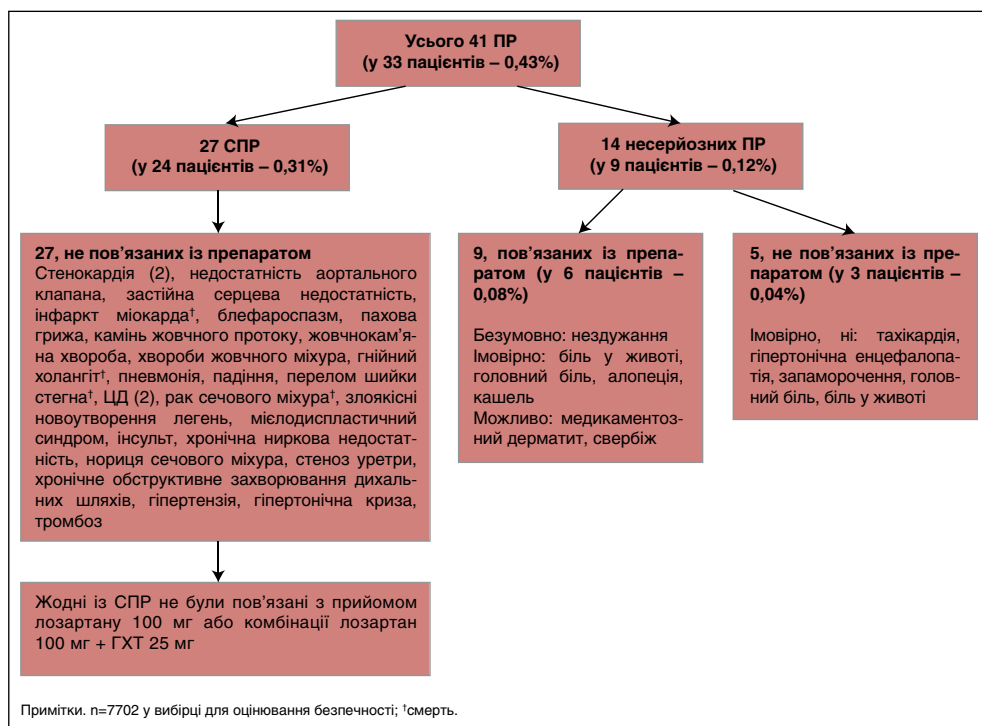 Усього 41 ПР
(у 33 пацієнтів – 0,43%)
27 СПР
(у 24 пацієнтів – 0,31%)
14 несерйозних ПР
(у 9 пацієнтів – 0,12%)
27, не пов’язаних із препаратом
Стенокардія (2), недостатність аортального
клапана, застійна серцева недостатність,
інфаркт міокарда†, блефароспазм, пахова
грижа, камінь жовчного протоку, жовчнокам’я-
на хвороба, хвороби жовчного міхура, гнійний
холангіт†, пневмонія, падіння, перелом шийки
стегна†, ЦД (2), рак сечового міхура†, злоякісні
новоутворення легень, мієлодиспластичний
синдром, інсульт, хронічна ниркова недостат-
ність, нориця сечового міхура, стеноз уретри,
хронічне обструктивне захворювання дихаль-
них шляхів, гіпертензія, гіпертонічна криза,
тромбоз
9, пов’язаних із препа-
ратом (у 6 пацієнтів –
0,08%)
Безумовно: нездужання
Імовірно: біль у животі,
головний біль, алопеція,
кашель
Можливо: медикаментоз-
ний дерматит, свербіж
5, не пов’язаних із пре-
паратом (у 3 пацієнтів –
0,04%)
Імовірно, ні: тахікардія,
гіпертонічна енцефалопа-
тія, запаморочення, голов-
ний біль, біль у животі
Жодні із СПР не були пов’язані з прийомом
лозартану 100 мг або комбінації лозартан
100 мг + ГХТ 25 мг
Примітки. n=7702 у вибірці для оцінювання безпечності; †смерть.